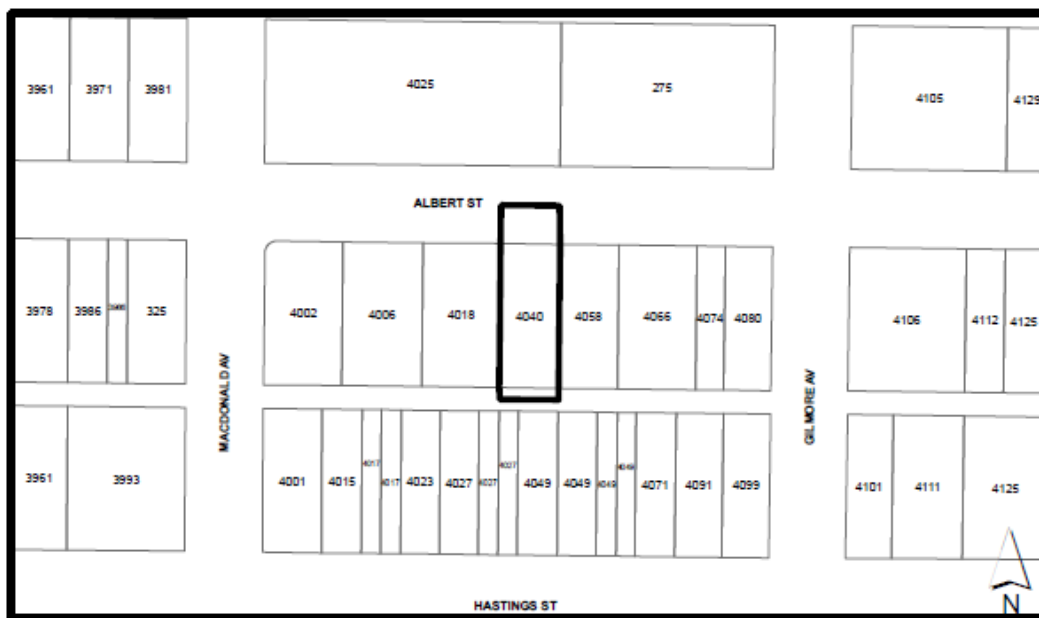 3961 3971 3981 4025 275 4105 4129
ALBERT ST
3978 3986 3988 325 4002 4006 4018 4040 4058 4066 4074 4080 4106 4112 4125
MACDONALD AV
GILMORE AV
3961 3993 4001 4015 4017 4017 4023 4027 4027 4027 4049 4049 4049 4049 4071 4091 4099 4101 4111 4125
HASTINGS ST
N